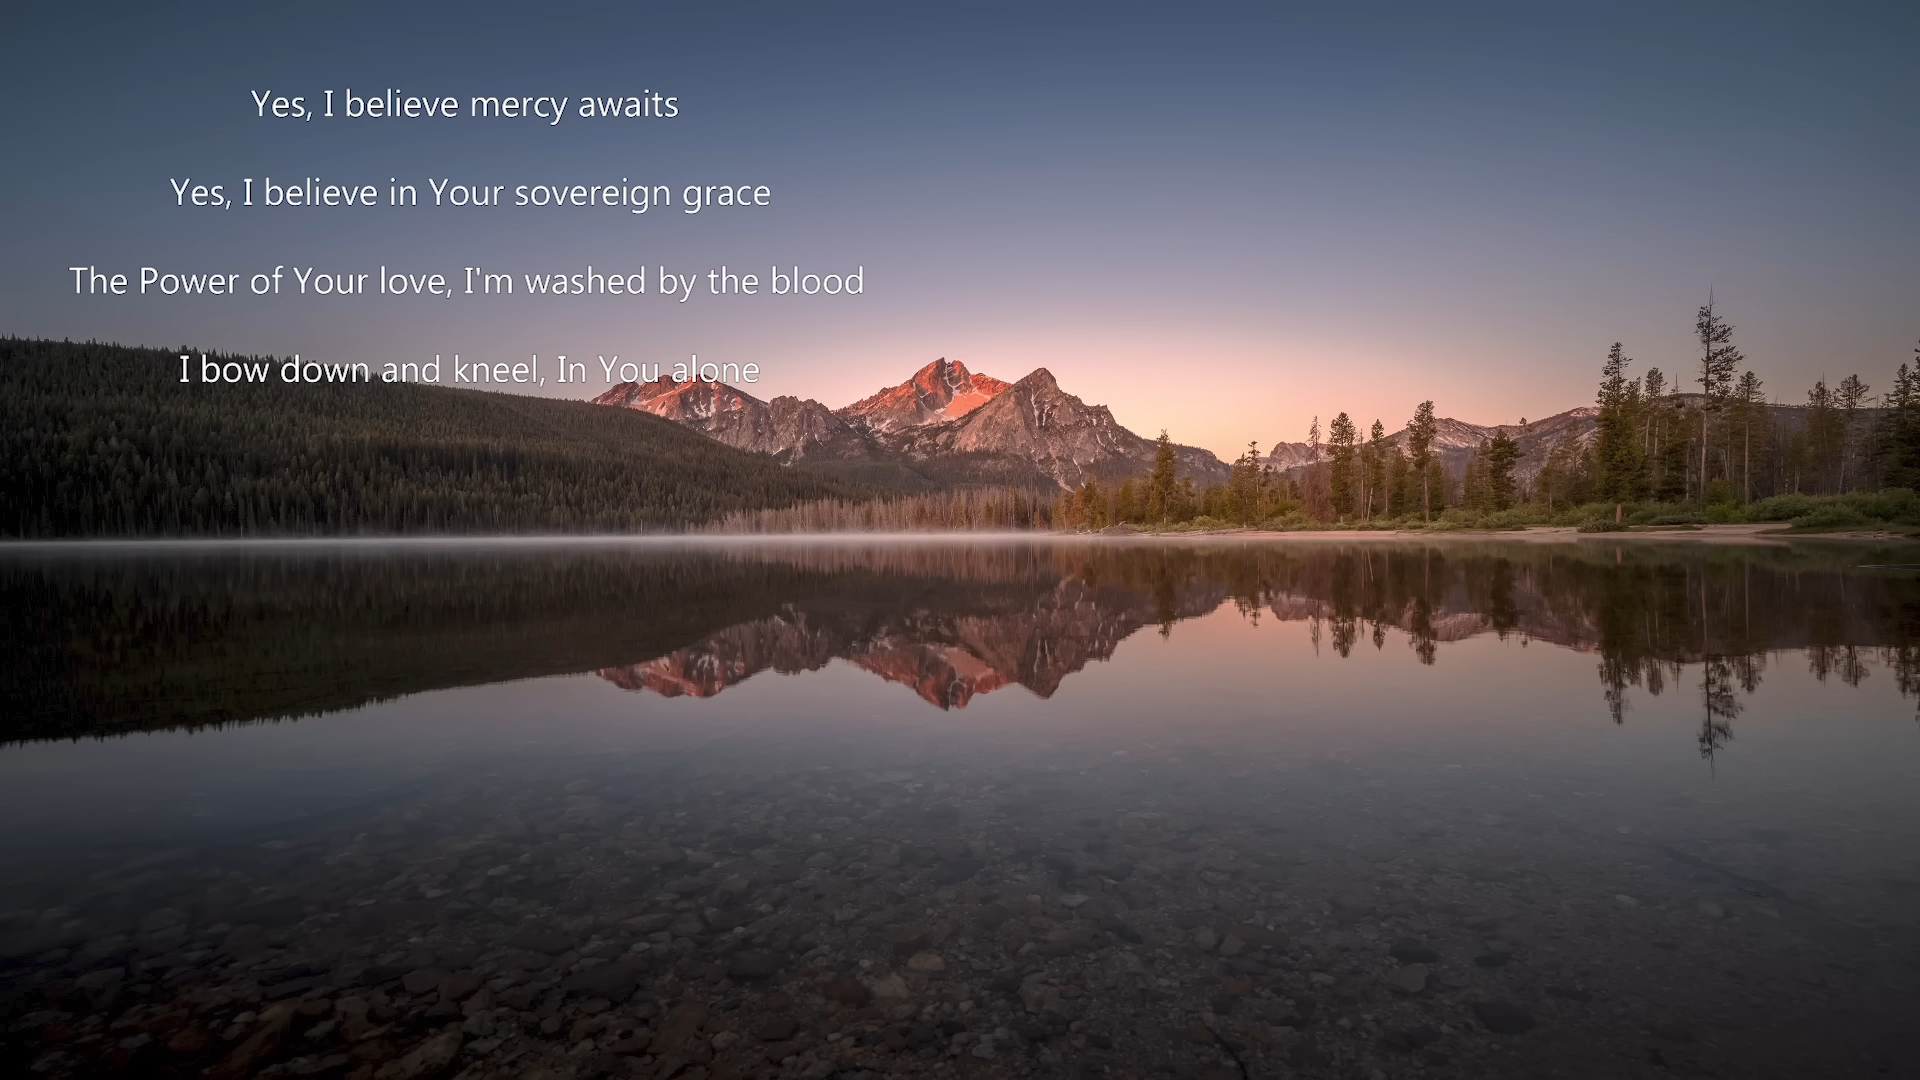 Yes, I believe mercy awaits
Yes, I believe in Your sovereign grace
The Power of Your love, I'm washed by the blood
I bow down and kneel, In You alone